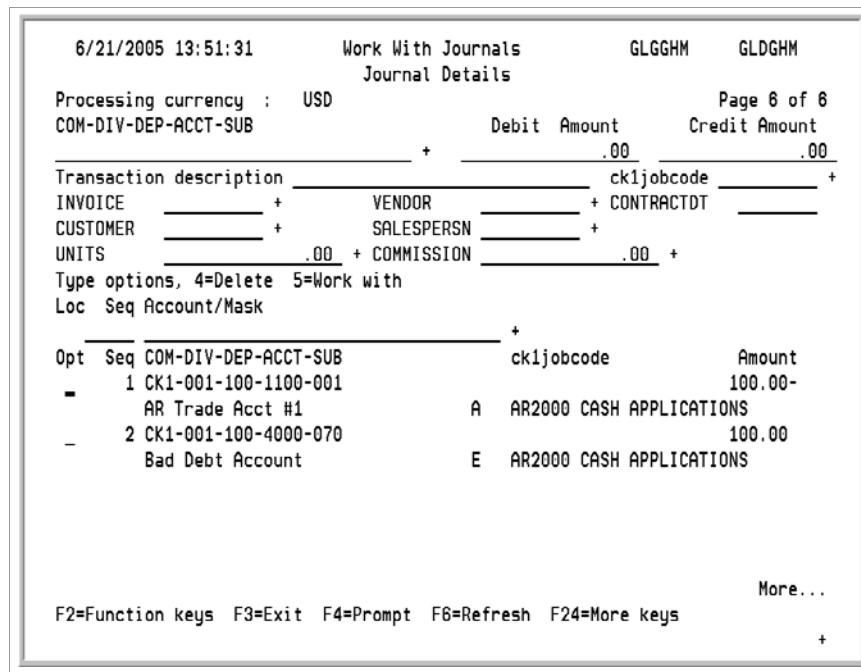 6/21/2005 13:51:31 Work With Journals GLGGHM GLDGHM
Journal Details
Processing currency : USD Page 6 of 6
COM-DIV-DEP-ACCT-SUB Debit Amount Credit Amount
+ .00 .00
Transaction description ck1jobcode +
INVOICE + VENDOR + CONTRACTDT
CUSTOMER + SALESPERSN +
UNITS .00 + COMMISSION .00 +
Type options, 4=Delete 5=Work with
Loc Seq Account/Mask
+
Opt Seq COM-DIV-DEP-ACCT-SUB ck1jobcode Amount
_ 1 CK1-001-100-1100-001 100.00-
AR Trade Acct #1 A AR2000 CASH APPLICATIONS
_ 2 CK1-001-100-4000-070 100.00
Bad Debt Account E AR2000 CASH APPLICATIONS
More...
F2=Function keys F3=Exit F4=Prompt F6=Refresh F24=More keys
+